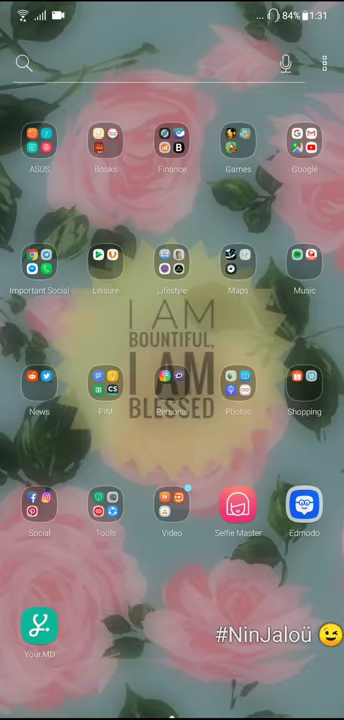 ... 84% 1:31
ASUS Books Finance Games Google
Important Social Leisure Lifestyle Maps Music
I AM
BOUNTIFUL,
I AM
BLESSED
News PIM Personal Photos Shopping
Social Tools Video Selfie Master Edmodo
#NinJaloü 😉
Your.MD